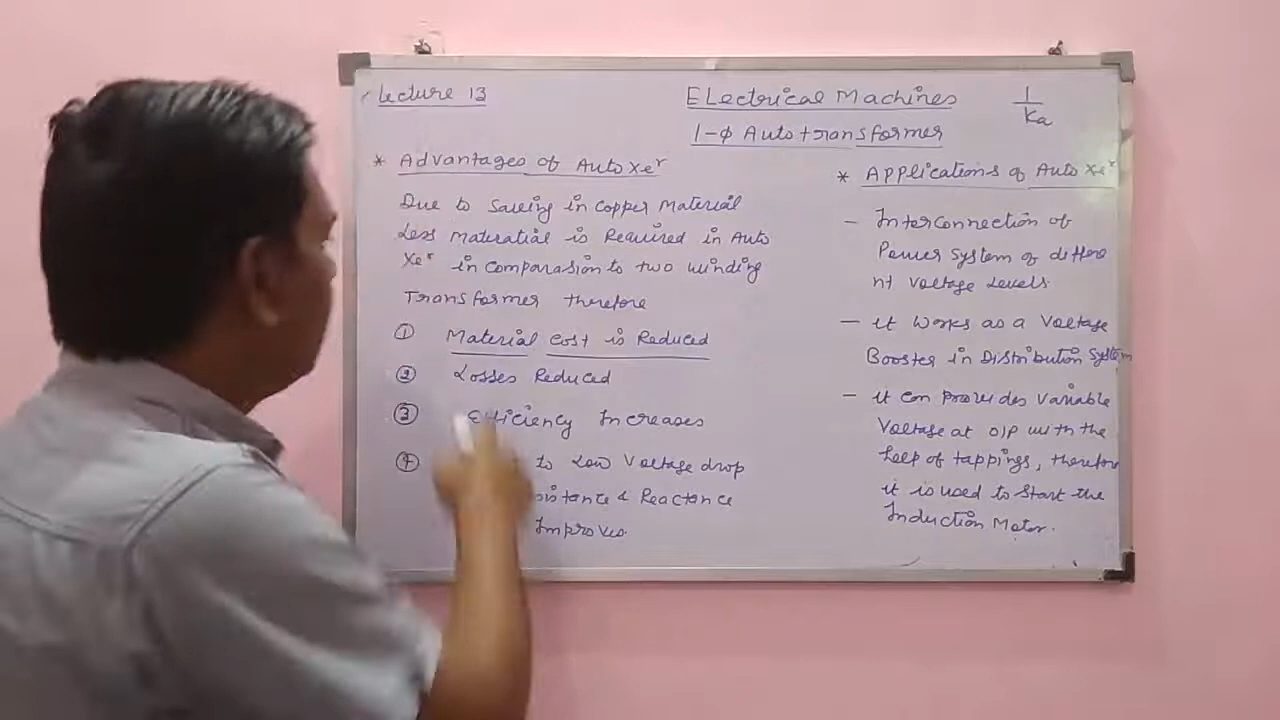 Lecture 13
Electrical Machines
1
Ka
1-φ Autotransformer
* Advantages of Auto Xeʳ
Due to Saving in Copper Material
Less Materatial is Required in Auto
Xeʳ in comparasion to two winding
Transformer therefore
① Material cost is Reduced
② Losses Reduced
③ Efficiency Increases
④ to Low Voltage drop
& Reactance
Improves
* Applications of Auto Xeʳ
- Interconnection of
Power System of differe
nt voltage Levels.
- it works as a Voltage
Booster in Distribution System
- it can provides variable
Voltage at O/P with the
help of tappings, therefore
it is used to start the
Induction Motor.